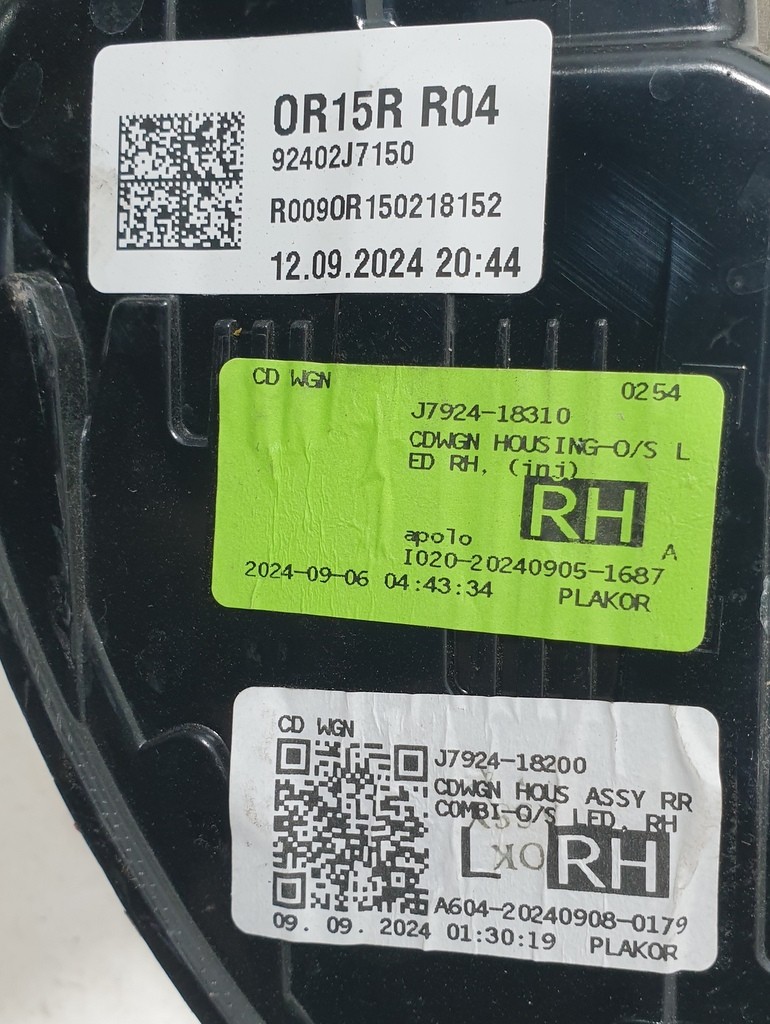 OR15R R04
92402J7150
R009OR150218152
12.09.2024 20:44
CD WGN 0254
J7924-18310
CDWGN HOUSING-O/S L
ED RH, (inj)
RH
apolo A
I020-20240905-1687
2024-09-06 04:43:34 PLAKOR
CD WGN
J7924-18200
CDWGN HOUS ASSY RR
COMBI-O/S LED, RH
OK RH
A604-20240908-0179
09. 09. 2024 01:30:19 PLAKOR